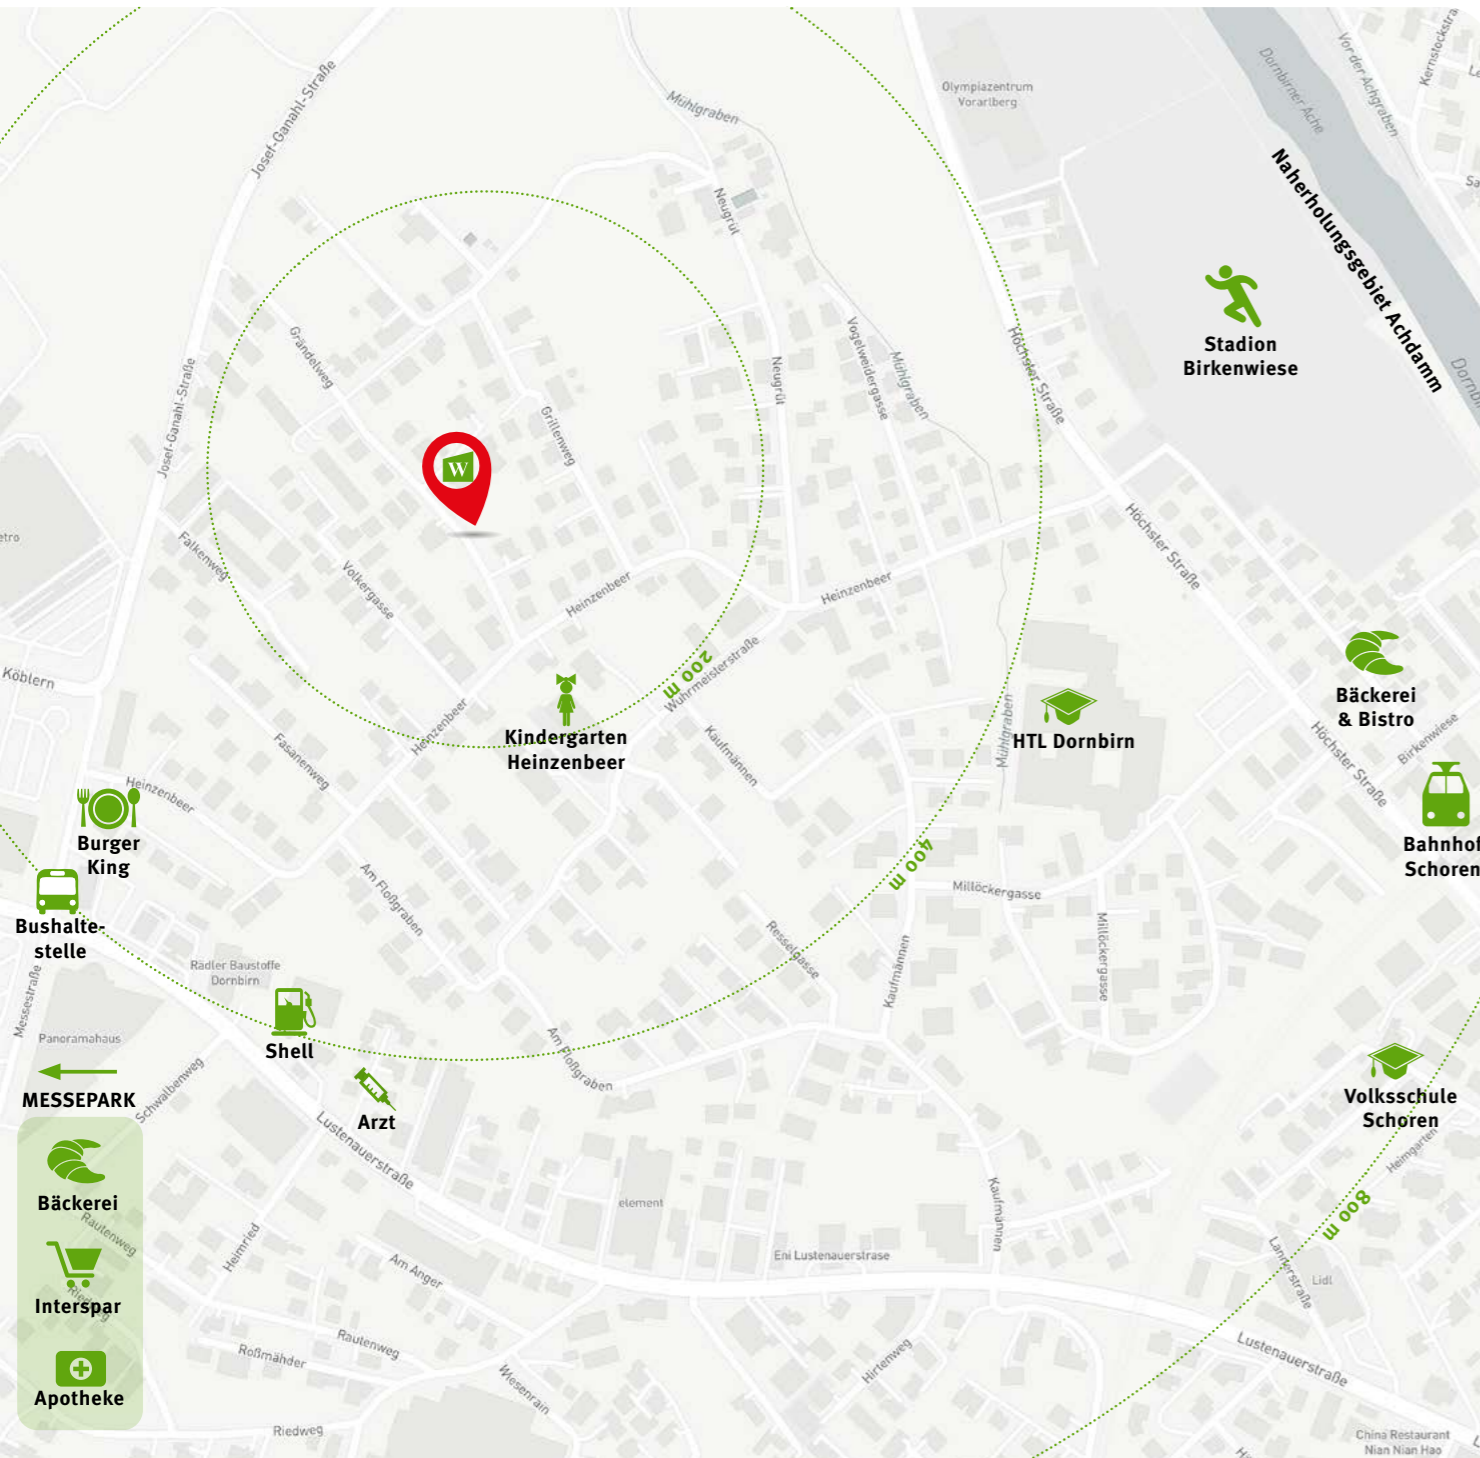 Josef-Ganahl-Straße
Mühlgraben
Olympiazentrum
Vorarlberg
Dornbirner Ache
Vor der Achgraben
Naherholungsgebiet Achdamm
Stadion
Birkenwiese
Neugrüt
Grändelweg
Josef-Ganahl-Straße
Grillenweg
Neugrüt
Vogelweidergasse
Mühlgraben
Höchster Straße
W
Falkenweg
Volkergasse
Heinzenbeer
Heinzenbeer
Höchster Straße
Köblern
200 m
Wuhrmeisterstraße
Kindergarten
Heinzenbeer
Heinzenbeer
Fasanenweg
Kaufmännen
Mühlgraben
HTL Dornbirn
Bäckerei
& Bistro
Höchster Straße
Birkenwiese
Heinzenbeer
Burger
King
Bahnhof
Schoren
400 m
Am Floßgraben
Millöckergasse
Millöckergasse
Bushalte-
stelle
Resselgasse
Kaufmännen
Rädler Baustoffe
Dornbirn
Messestraße
Panoramahaus
Shell
Am Floßgraben
MESSEPARK
Schwalbenweg
Arzt
Lustenauerstraße
Volksschule
Schoren
Heimgarten
Bäckerei
Rautenweg
Heimried
element
Kaufmännen
800 m
Am Anger
Eni Lustenauerstrase
Lannerstraße
Lidl
Riedweg
Interspar
Rautenweg
Roßmähder
Hirtenweg
Lustenauerstraße
Apotheke
Wiesenrain
Riedweg
China Restaurant
Nian Nian Hao